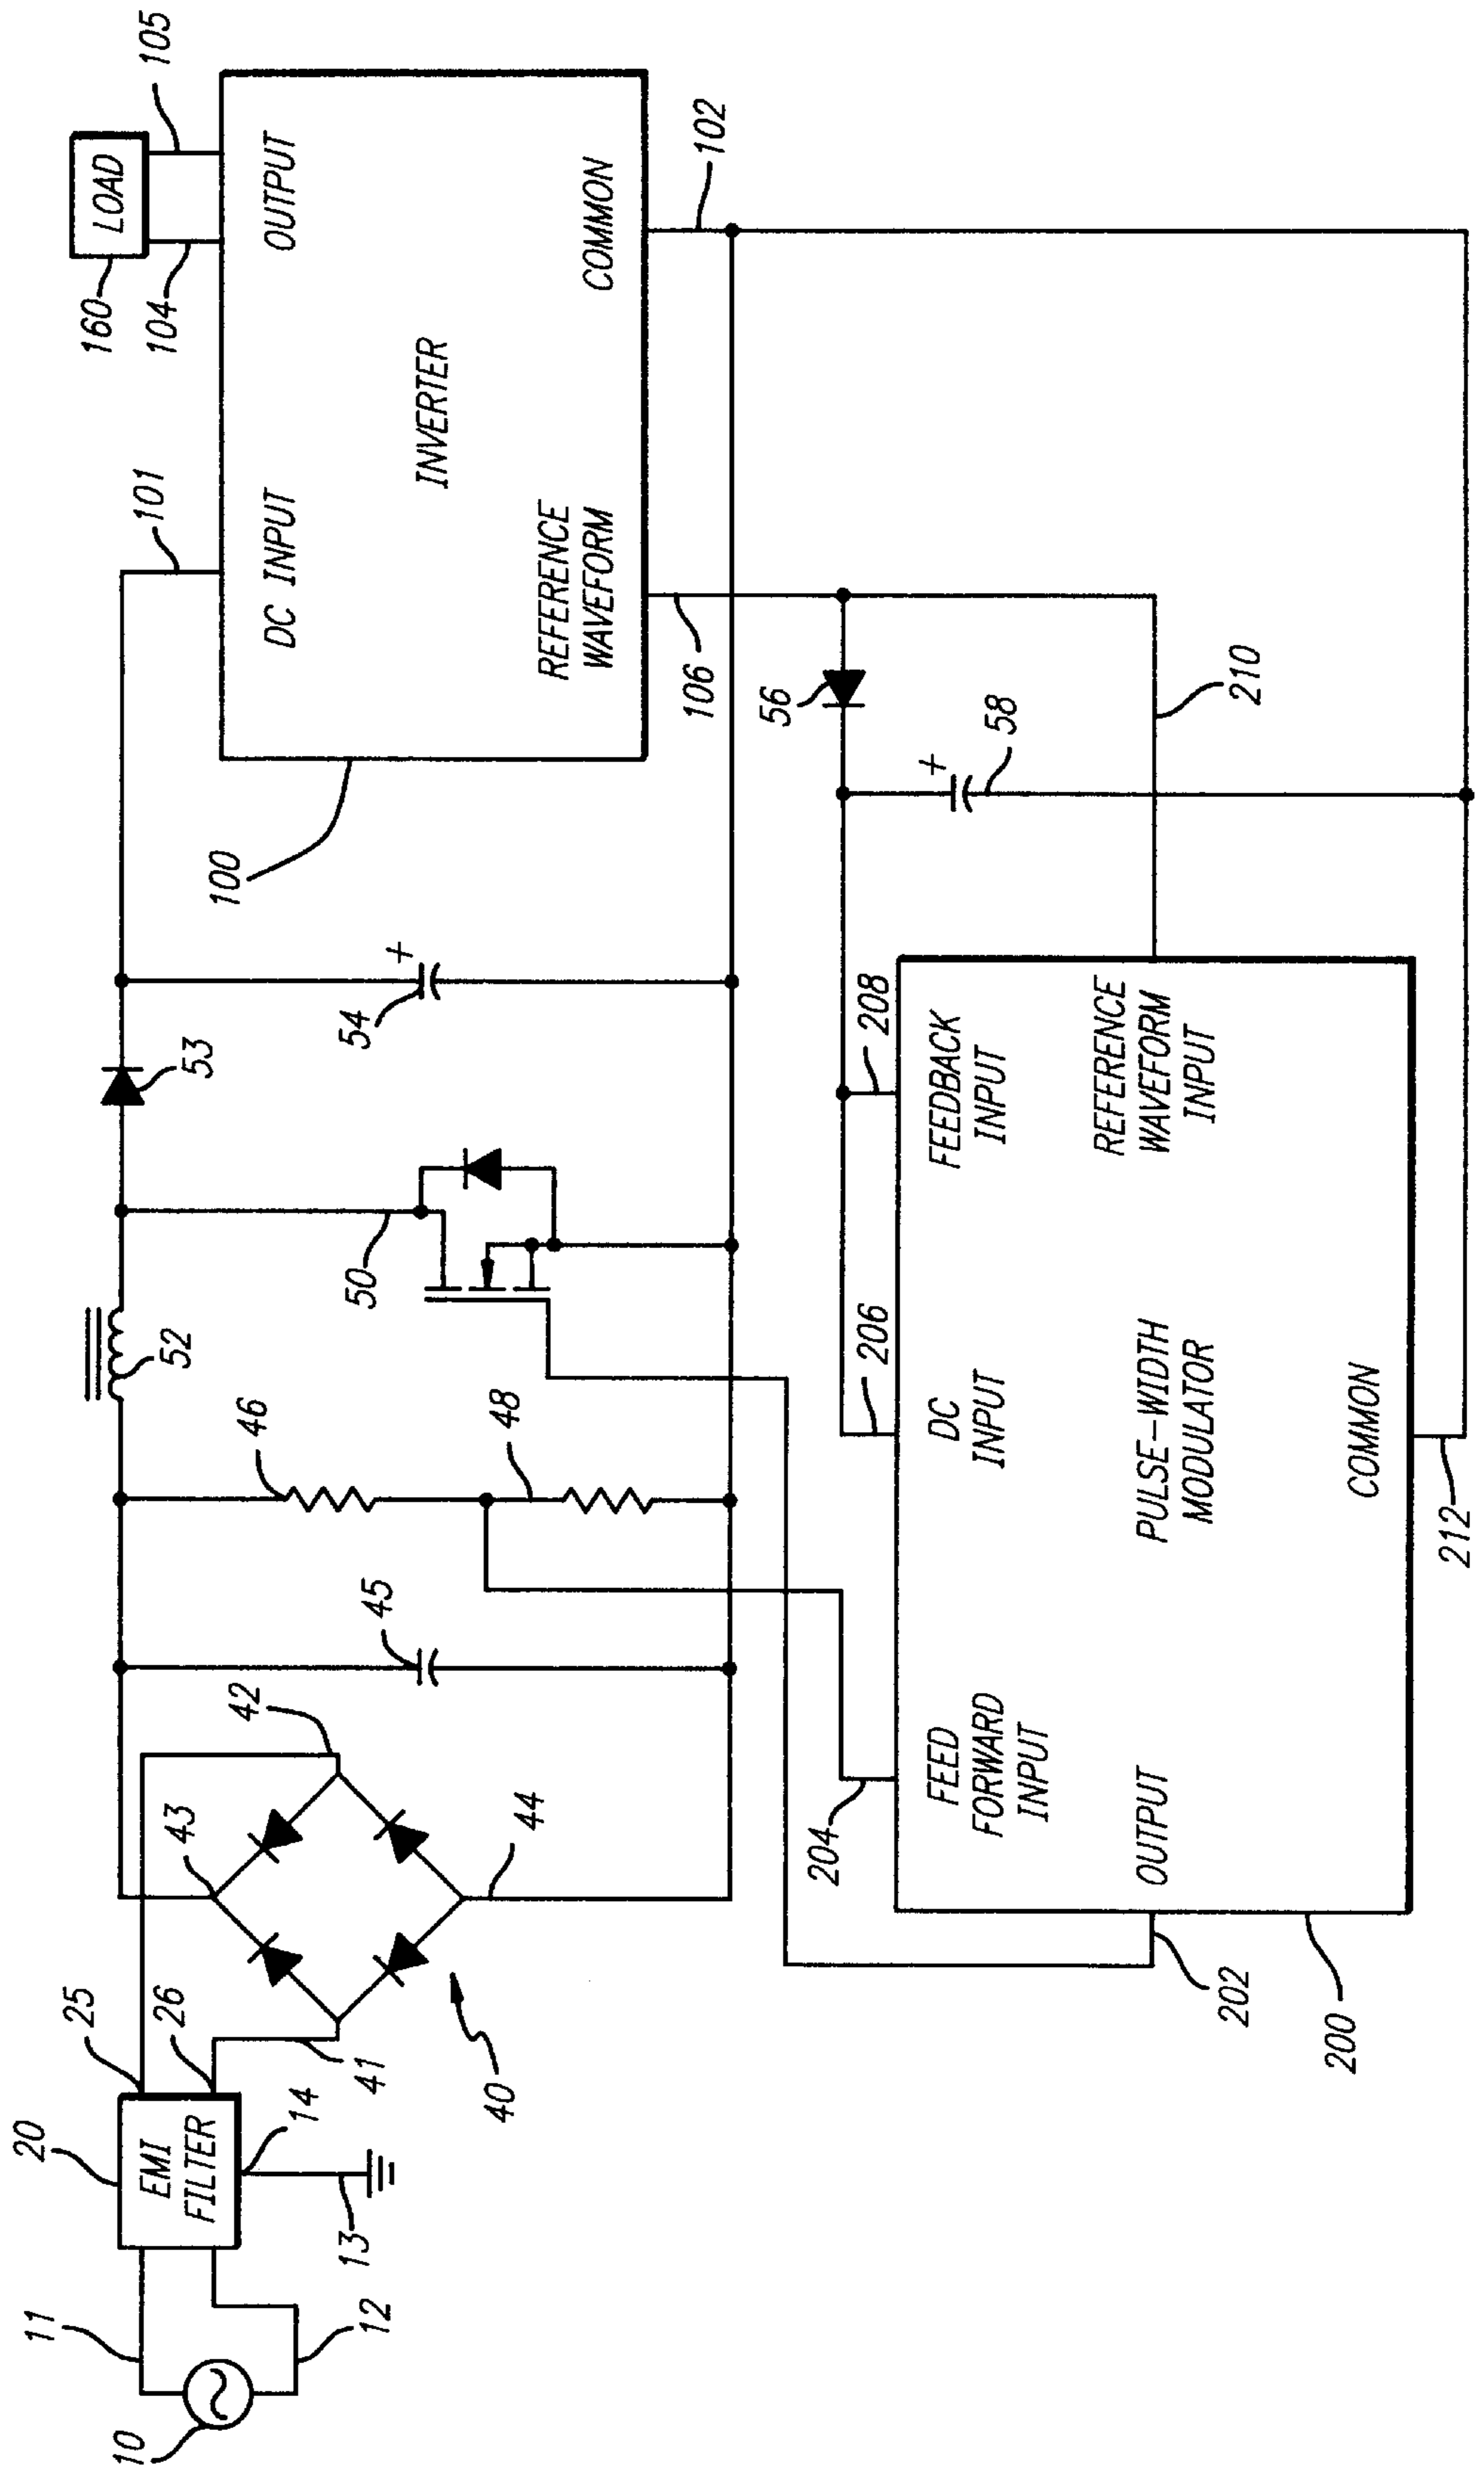 10
11
12
20
EMI
FILTER
13
14
25
26
41
40
42
43
44
45
46
48
52
50
53
54
100
101
DC INPUT
INVERTER
OUTPUT
REFERENCE
WAVEFORM
COMMON
160
LOAD
104
105
102
106
56
58
210
204
FEED
FORWARD
INPUT
206
DC
INPUT
208
FEEDBACK
INPUT
OUTPUT
PULSE-WIDTH
MODULATOR
REFERENCE
WAVEFORM
INPUT
COMMON
202
200
212
+
+